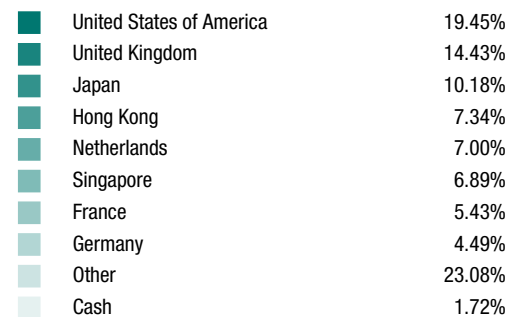 United States of America 19.45%
United Kingdom 14.43%
Japan 10.18%
Hong Kong 7.34%
Netherlands 7.00%
Singapore 6.89%
France 5.43%
Germany 4.49%
Other 23.08%
Cash 1.72%